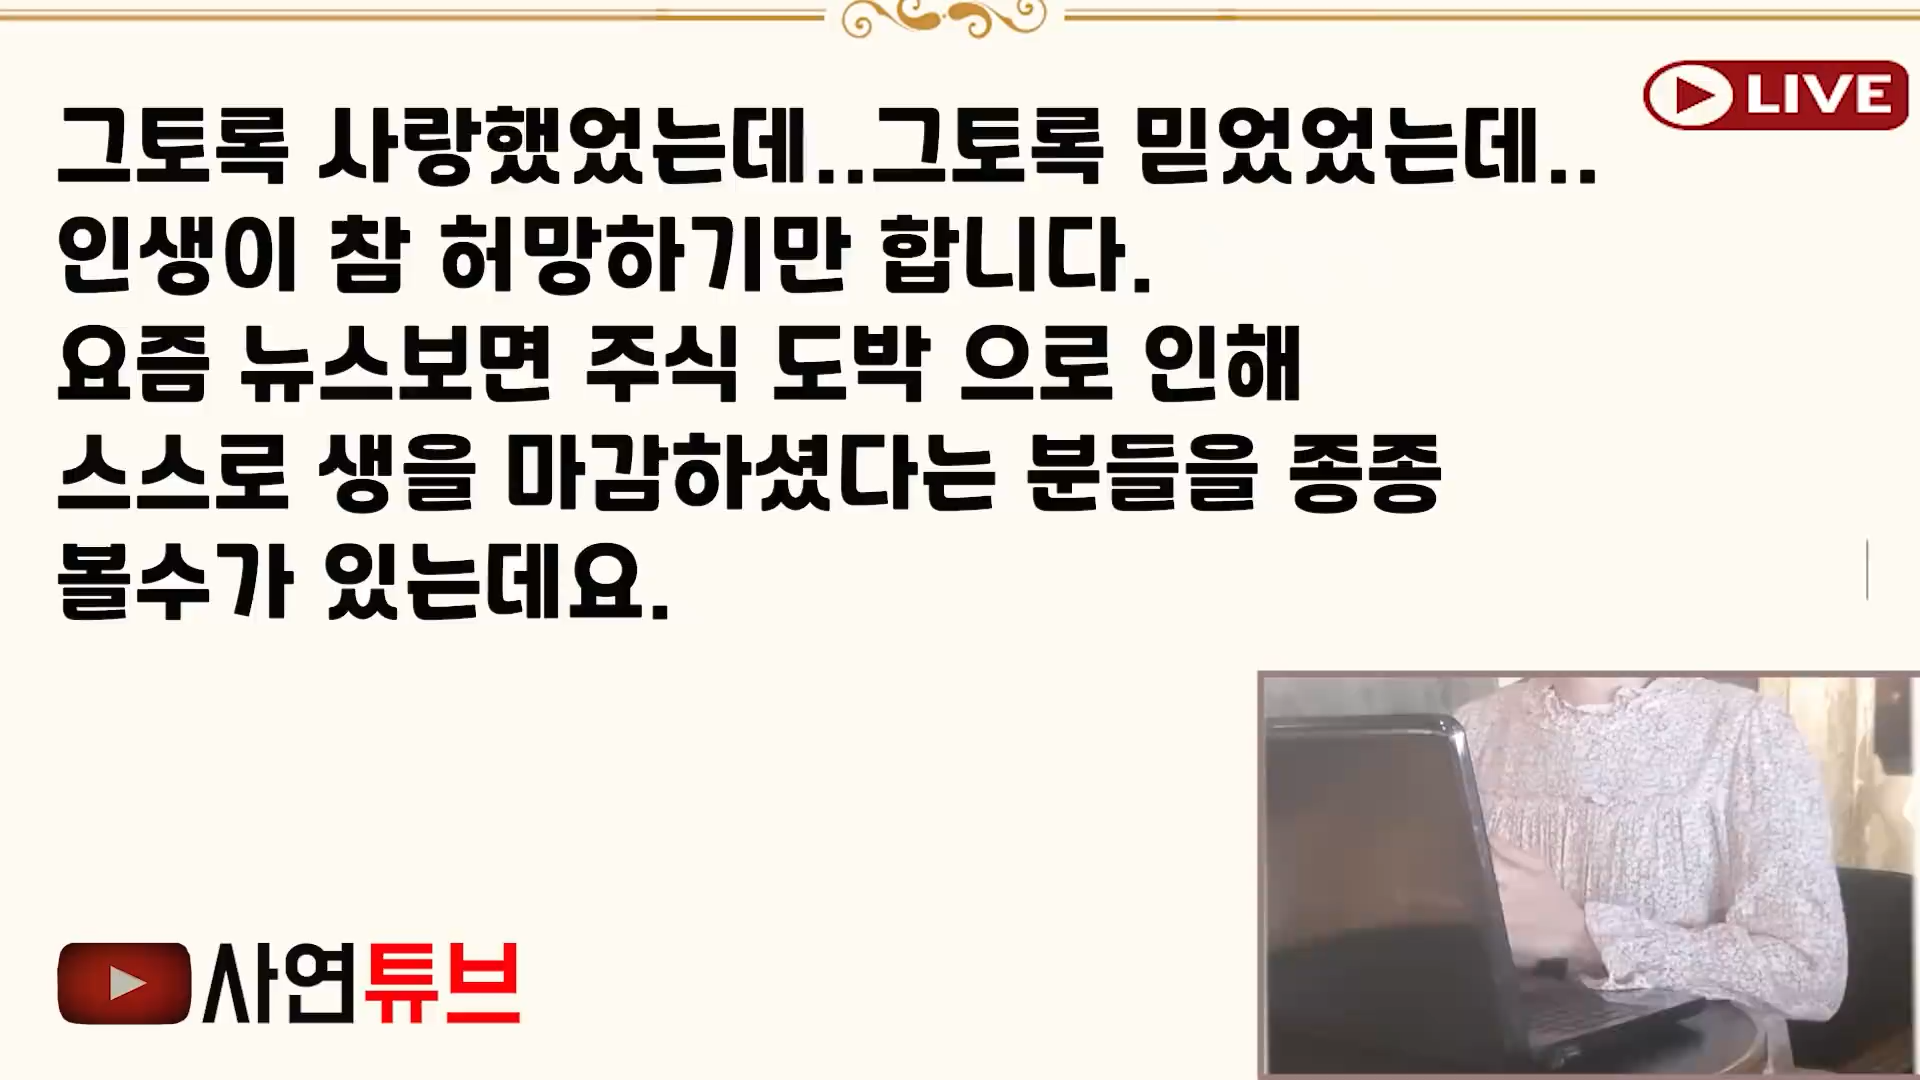 LIVE
그토록 사랑했었는데..그토록 믿었었는데..
인생이 참 허망하기만 합니다.
요즘 뉴스보면 주식 도박 으로 인해
스스로 생을 마감하셨다는 분들을 종종
볼수가 있는데요.
사연튜브